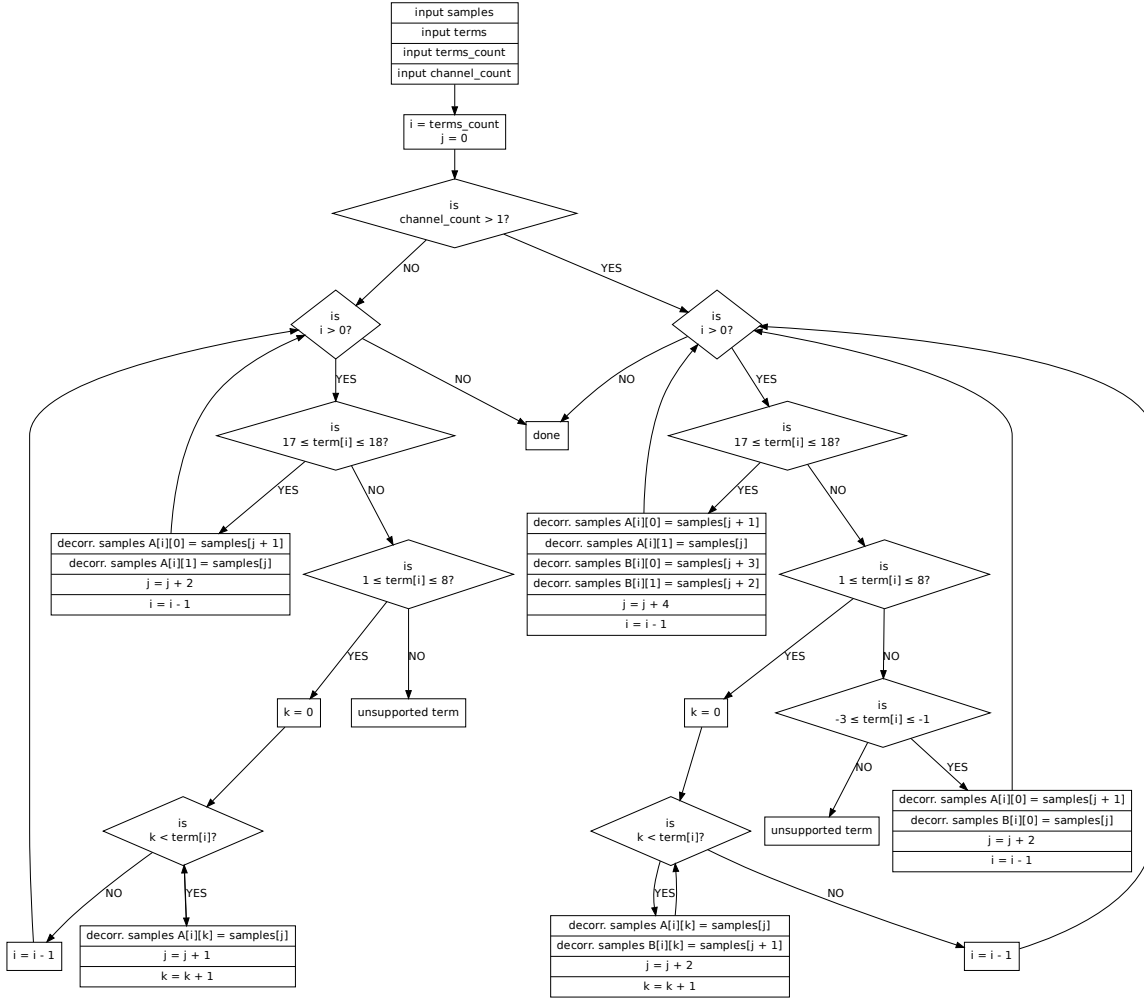 input samples
input terms
input terms_count
input channel_count
i = terms_count
j = 0
is
channel_count > 1?
NO
YES
is
i > 0?
is
i > 0?
YES
NO
NO
YES
is
17 ≤ term[i] ≤ 18?
done
is
17 ≤ term[i] ≤ 18?
YES
NO
YES
NO
decorr. samples A[i][0] = samples[j + 1]
decorr. samples A[i][1] = samples[j]
j = j + 2
i = i - 1
is
1 ≤ term[i] ≤ 8?
decorr. samples A[i][0] = samples[j + 1]
decorr. samples A[i][1] = samples[j]
decorr. samples B[i][0] = samples[j + 3]
decorr. samples B[i][1] = samples[j + 2]
j = j + 4
i = i - 1
is
1 ≤ term[i] ≤ 8?
YES
NO
YES
NO
k = 0
unsupported term
k = 0
is
-3 ≤ term[i] ≤ -1
NO
YES
is
k < term[i]?
is
k < term[i]?
unsupported term
decorr. samples A[i][0] = samples[j + 1]
decorr. samples B[i][0] = samples[j]
j = j + 2
i = i - 1
NO
YES
YES
NO
i = i - 1
decorr. samples A[i][k] = samples[j]
j = j + 1
k = k + 1
decorr. samples A[i][k] = samples[j]
decorr. samples B[i][k] = samples[j + 1]
j = j + 2
k = k + 1
i = i - 1